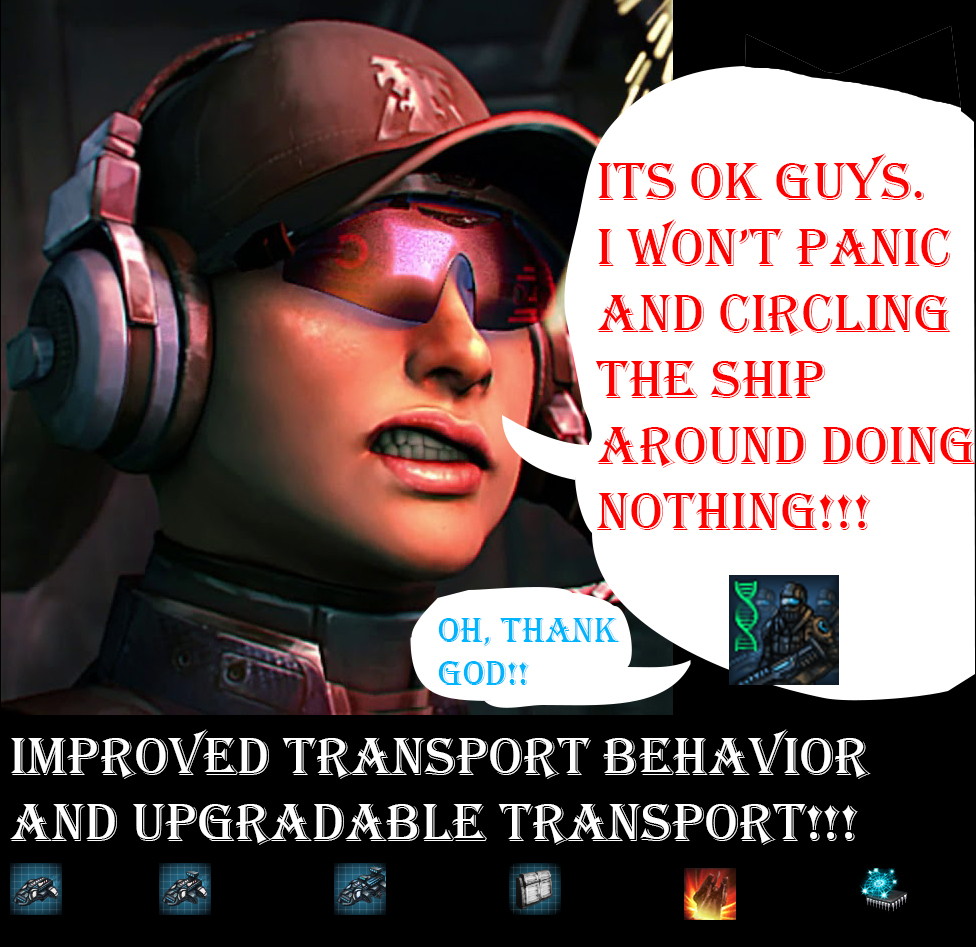 ITS OK GUYS.
I WON'T PANIC
AND CIRCLING
THE SHIP
AROUND DOING
NOTHING!!!
OH, THANK
GOD!!
IMPROVED TRANSPORT BEHAVIOR
AND UPGRADABLE TRANSPORT!!!